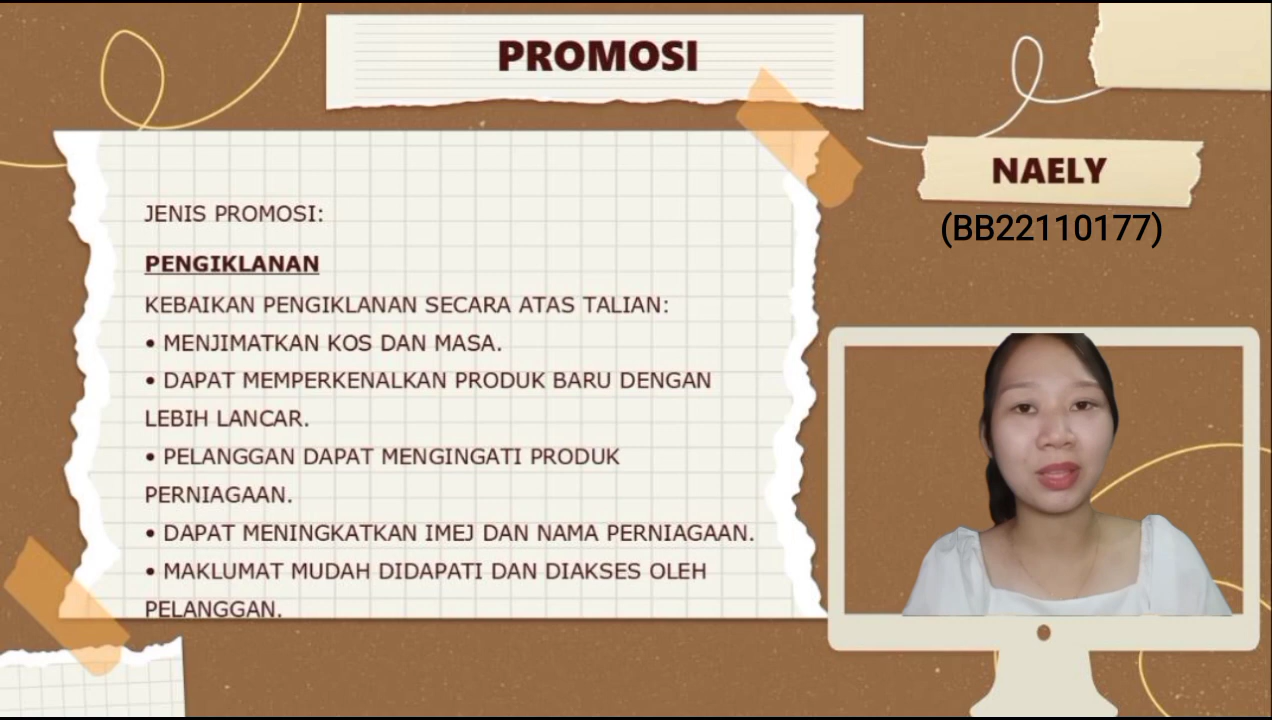 PROMOSI
NAELY
(BB22110177)
JENIS PROMOSI:
PENGIKLANAN
KEBAIKAN PENGIKLANAN SECARA ATAS TALIAN:
• MENJIMATKAN KOS DAN MASA.
• DAPAT MEMPERKENALKAN PRODUK BARU DENGAN
LEBIH LANCAR.
• PELANGGAN DAPAT MENGINGATI PRODUK
PERNIAGAAN.
• DAPAT MENINGKATKAN IMEJ DAN NAMA PERNIAGAAN.
• MAKLUMAT MUDAH DIDAPATI DAN DIAKSES OLEH
PELANGGAN.